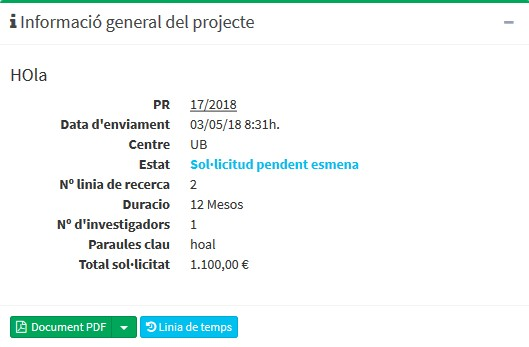 Informació general del projecte
HOla
PR 17/2018
Data d'enviament 03/05/18 8:31h.
Centre UB
Estat Sol·licitud pendent esmena
Nº linia de recerca 2
Duracio 12 Mesos
Nº d'investigadors 1
Paraules clau hoal
Total sol·licitat 1.100,00 €
Document PDF Linia de temps